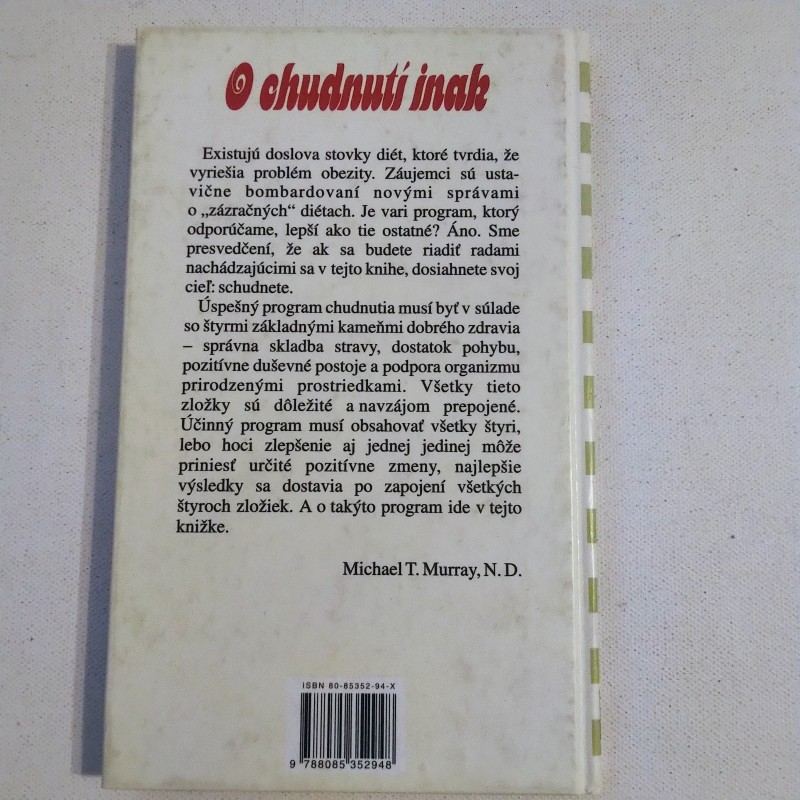 O chudnutí inak
Existujú doslova stovky diét, ktoré tvrdia, že
vyriešia problém obezity. Záujemci sú usta-
vične bombardovaní novými správami
o „zázračných“ diétach. Je vari program, ktorý
odporúčame, lepší ako tie ostatné? Áno. Sme
presvedčení, že ak sa budete riadiť radami
nachádzajúcimi sa v tejto knihe, dosiahnete svoj
cieľ: schudnete.
Úspešný program chudnutia musí byť v súlade
so štyrmi základnými kameňmi dobrého zdravia
– správna skladba stravy, dostatok pohybu,
pozitívne duševné postoje a podpora organizmu
prirodzenými prostriedkami. Všetky tieto
zložky sú dôležité a navzájom prepojené.
Účinný program musí obsahovať všetky štyri,
lebo hoci zlepšenie aj jednej jedinej môže
priniesť určité pozitívne zmeny, najlepšie
výsledky sa dostavia po zapojení všetkých
štyroch zložiek. A o takýto program ide v tejto
knižke.
Michael T. Murray, N. D.
ISBN 80-85352-94-X
9 788085 352948